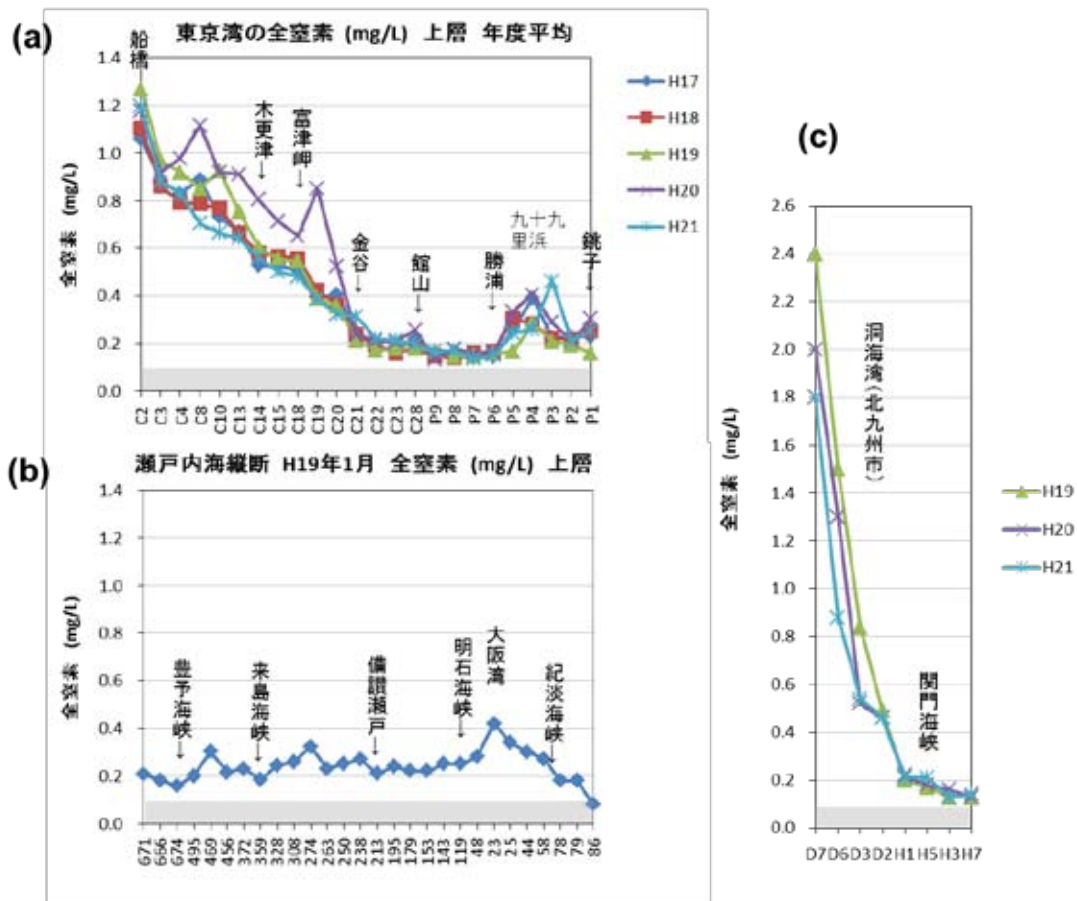 (a)
東京湾の全窒素 (mg/L) 上層 年度平均
全窒素 (mg/L)
1.4
1.2
1.0
0.8
0.6
0.4
0.2
0.0
船橋
木更津
富津岬
金谷
館山
勝浦
九十九
里浜
銚子
C2 C3 C4 C8 C10 C13 C14 C15 C18 C19 C20 C21 C22 C23 C28 P9 P8 P7 P6 P5 P4 P3 P2 P1
H17
H18
H19
H20
H21
(b)
瀬戸内海縦断 H19年1月 全窒素 (mg/L) 上層
全窒素 (mg/L)
1.4
1.2
1.0
0.8
0.6
0.4
0.2
0.0
豊予海峡
来島海峡
備讃瀬戸
明石海峡
大阪湾
紀淡海峡
671 666 674 495 469 456 372 359 328 308 274 263 250 238 213 195 179 153 143 119 48 23 25 44 58 78 79 86
(c)
全窒素 (mg/L)
2.6
2.4
2.2
2.0
1.8
1.6
1.4
1.2
1.0
0.8
0.6
0.4
0.2
0.0
洞海湾(北九州市)
関門海峡
D7 D6 D3 D2 H1 H5 H3 H7
H19
H20
H21